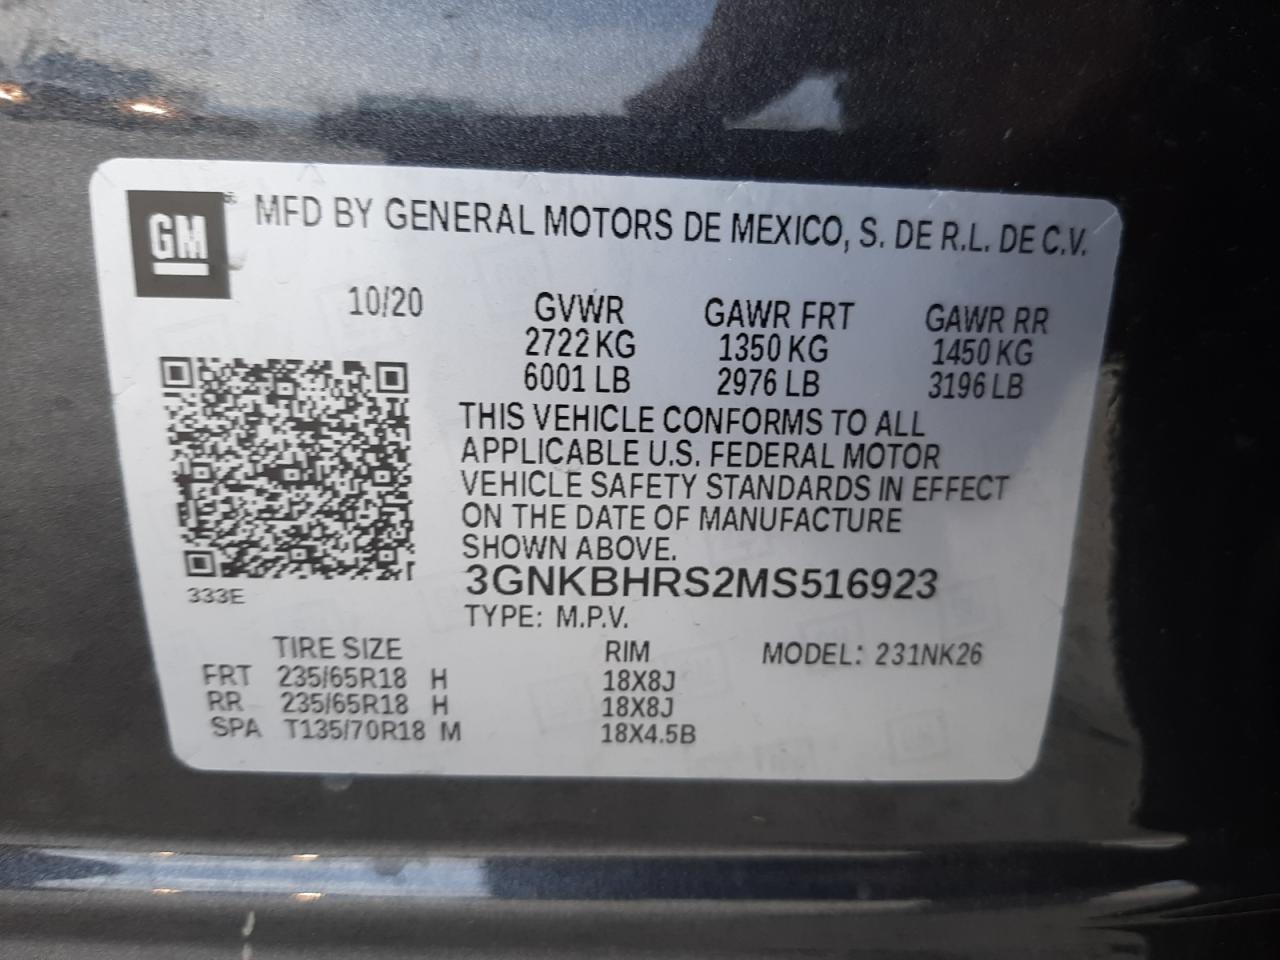 GM MFD BY GENERAL MOTORS DE MEXICO, S. DE R.L. DE C.V.
10/20 GVWR GAWR FRT GAWR RR
2722 KG 1350 KG 1450 KG
6001 LB 2976 LB 3196 LB
THIS VEHICLE CONFORMS TO ALL
APPLICABLE U.S. FEDERAL MOTOR
VEHICLE SAFETY STANDARDS IN EFFECT
ON THE DATE OF MANUFACTURE
SHOWN ABOVE.
333E 3GNKBHRS2MS516923
TYPE: M.P.V.
TIRE SIZE RIM MODEL: 231NK26
FRT 235/65R18 H 18X8J
RR 235/65R18 H 18X8J
SPA T135/70R18 M 18X4.5B